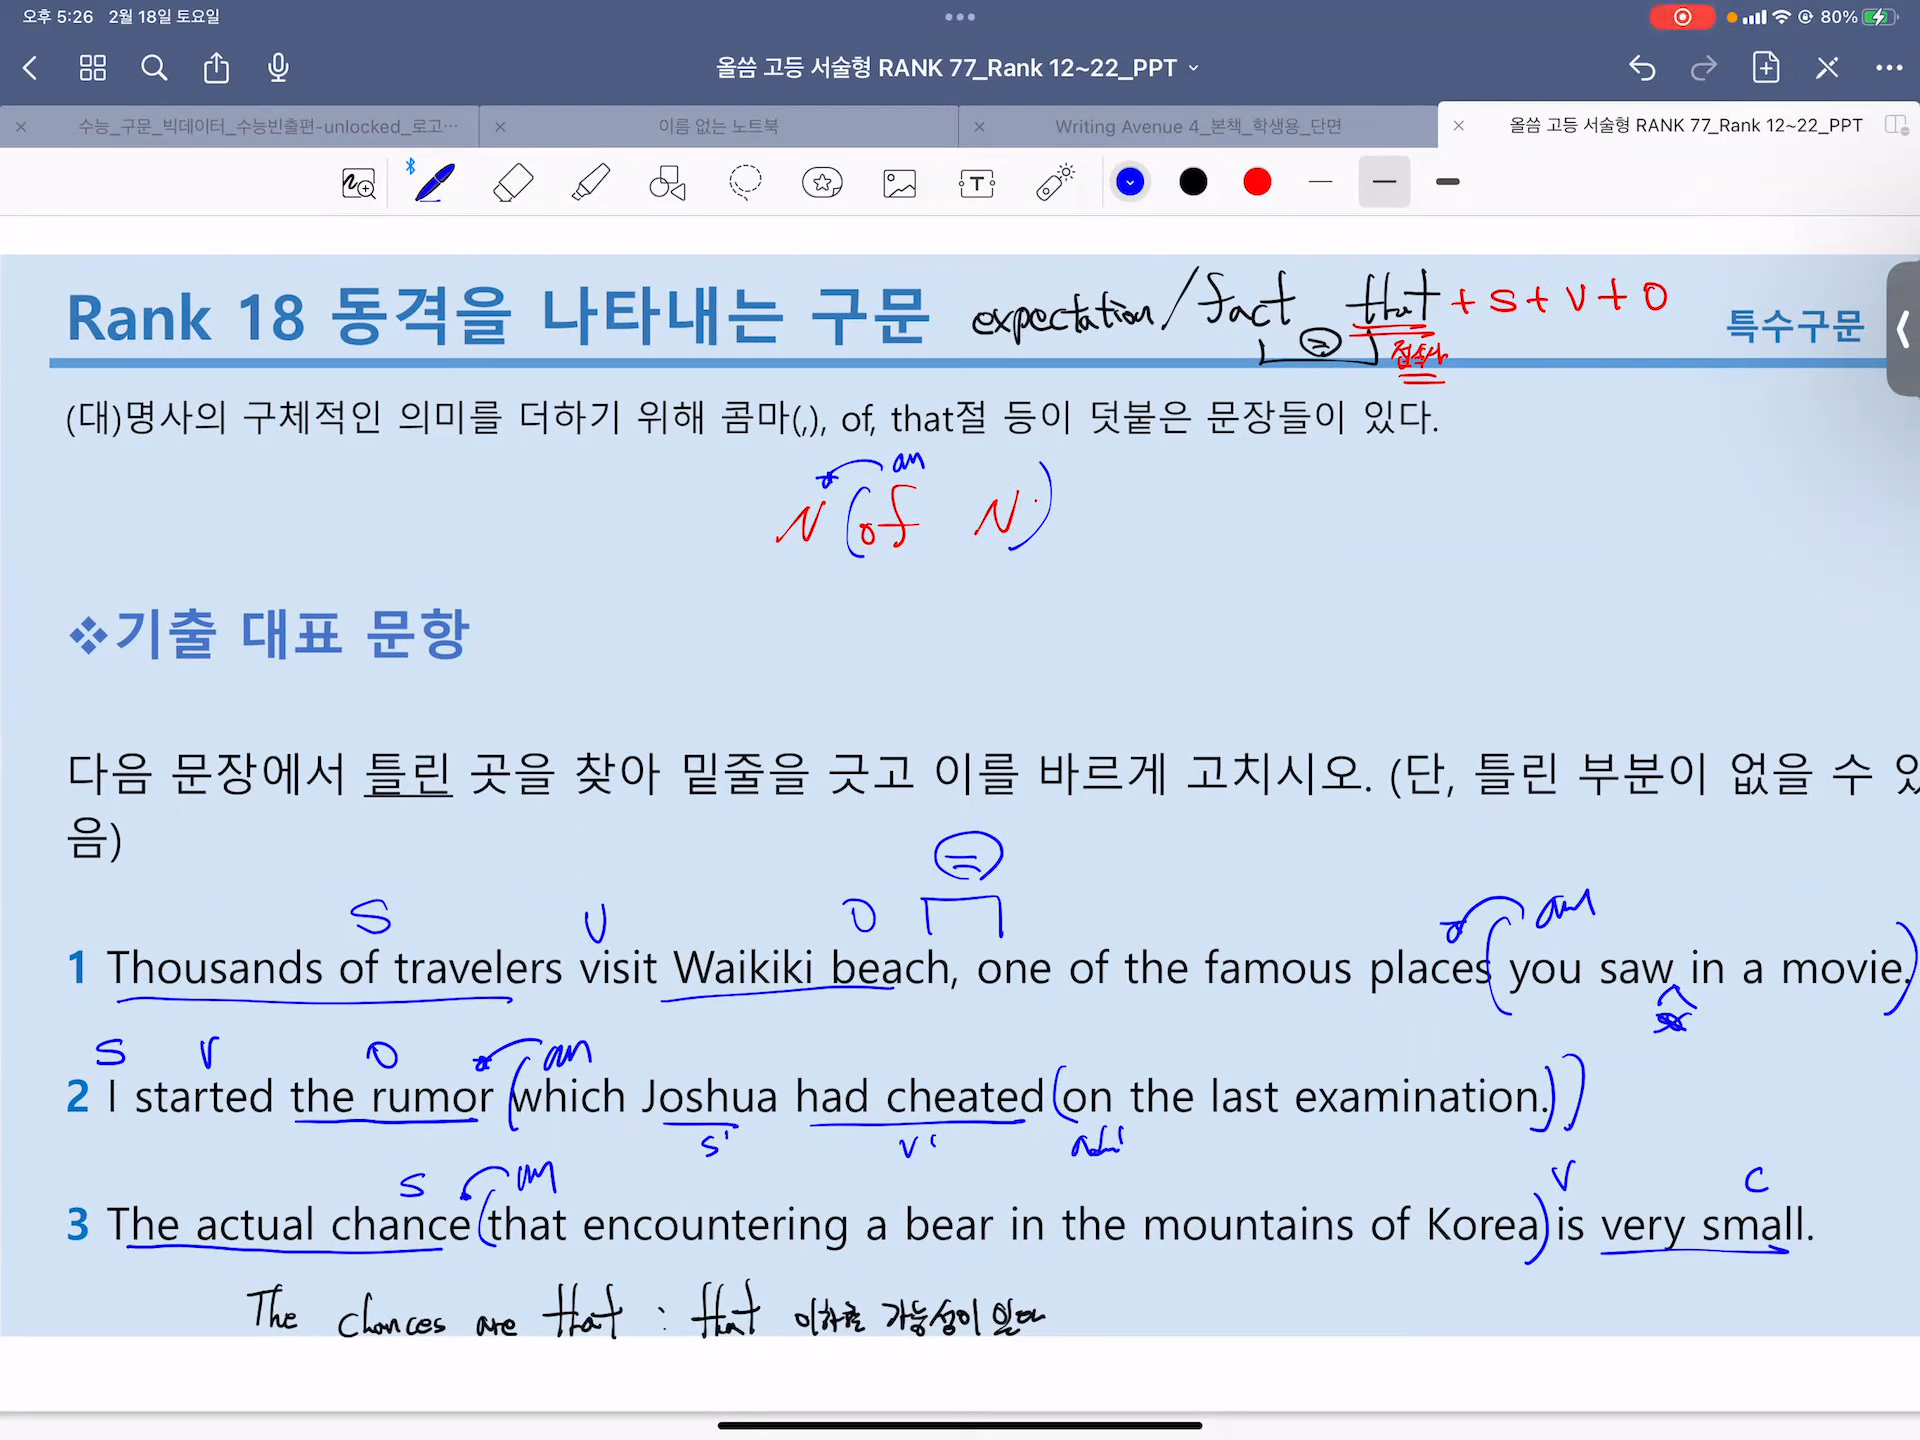 오후 5:26 2월 18일 토요일
80%
올씀 고등 서술형 RANK 77_Rank 12~22_PPT
수능_구문_빅데이터_수능빈출편-unlocked_로고…
이름 없는 노트북
Writing Avenue 4_본책_학생용_단면
올씀 고등 서술형 RANK 77_Rank 12~22_PPT
Rank 18 동격을 나타내는 구문
expectation / fact that + S + V + O
=
접속사
특수구문
(대)명사의 구체적인 의미를 더하기 위해 콤마(,), of, that절 등이 덧붙은 문장들이 있다.
N (of N)
❖기출 대표 문항
다음 문장에서 틀린 곳을 찾아 밑줄을 긋고 이를 바르게 고치시오. (단, 틀린 부분이 없을 수 있
음)
=
S V O
1 Thousands of travelers visit Waikiki beach, one of the famous places (you saw in a movie.)
S V O
2 I started the rumor (which Joshua had cheated (on the last examination.))
S' V'
S V C
3 The actual chance (that encountering a bear in the mountains of Korea) is very small.
The chances are that : that 이하할 가능성이 있다